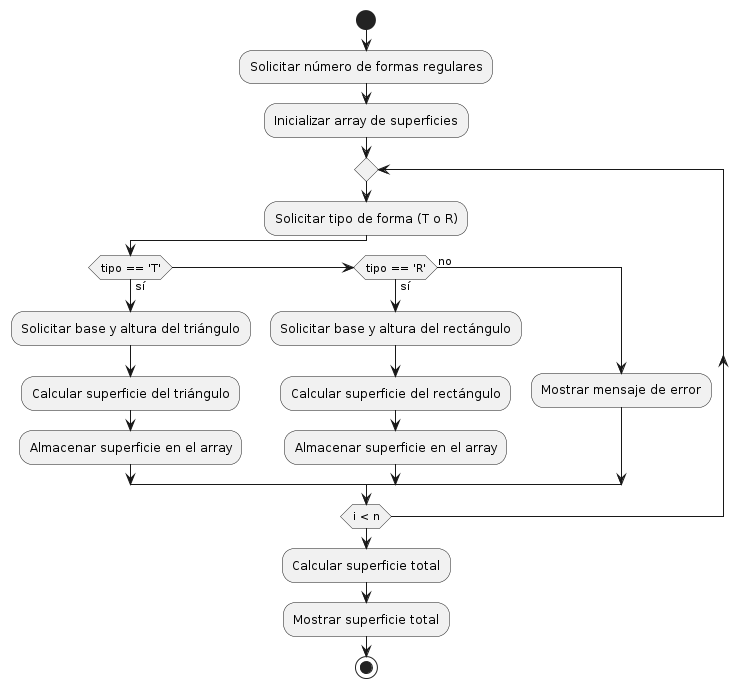 Solicitar número de formas regulares
Inicializar array de superficies
Solicitar tipo de forma (T o R)
tipo == 'T'
sí
Solicitar base y altura del triángulo
Calcular superficie del triángulo
Almacenar superficie en el array
tipo == 'R'
no
sí
Solicitar base y altura del rectángulo
Calcular superficie del rectángulo
Almacenar superficie en el array
Mostrar mensaje de error
i < n
Calcular superficie total
Mostrar superficie total